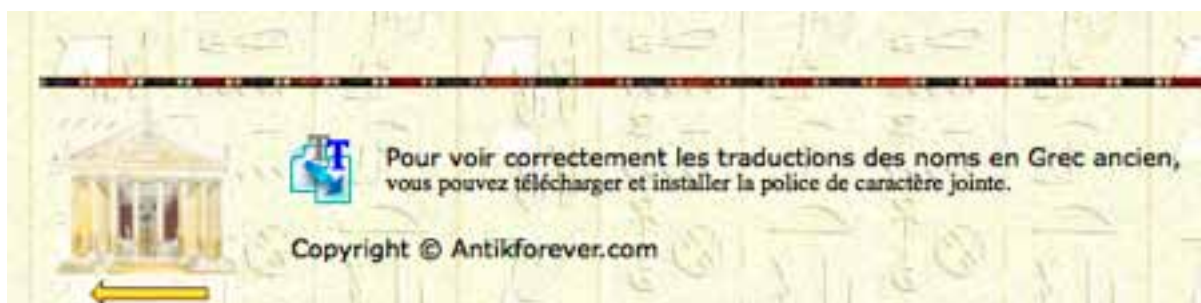 Pour voir correctement les traductions des noms en Grec ancien,
vous pouvez télécharger et installer la police de caractère jointe.
Copyright © Antikforever.com